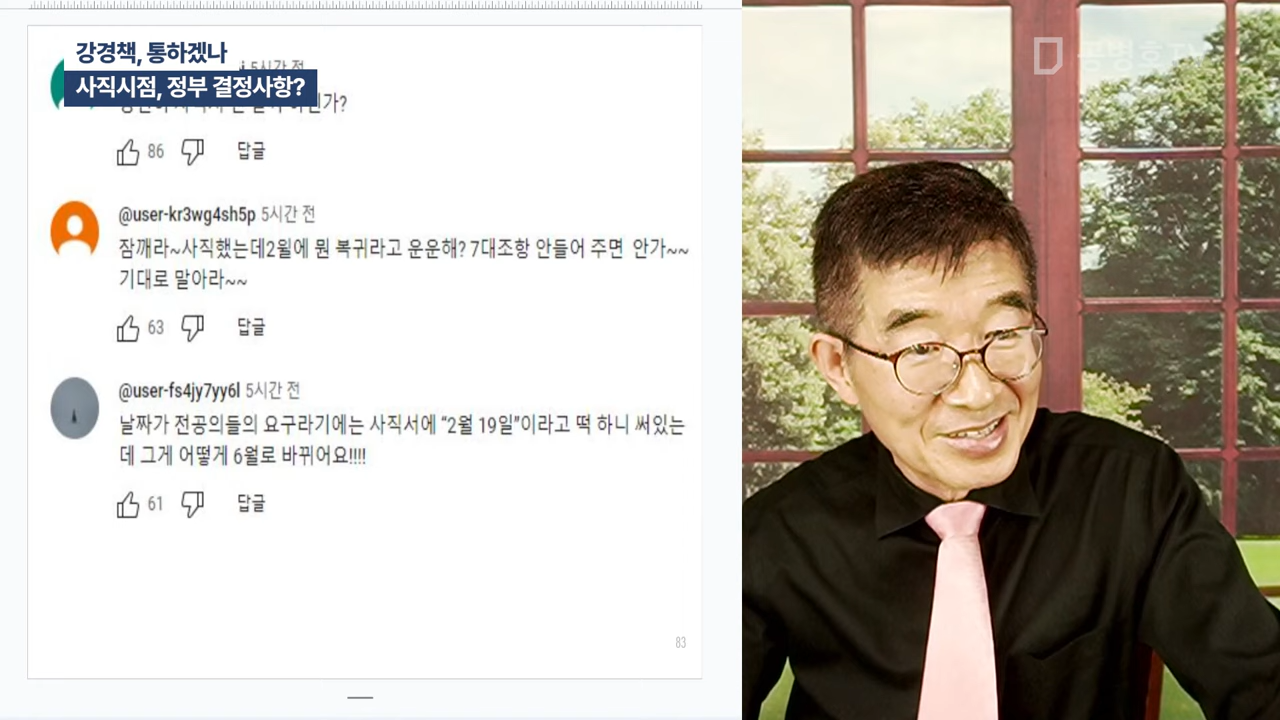 강경책, 통하겠나
사직시점, 정부 결정사항?
5시간 전
86
답글
@user-kr3wg4sh5p 5시간 전
잠깨라~사직했는데2월에 뭔 복귀라고 운운해? 7대조항 안들어 주면 안가~~
기대로 말아라~~
63
답글
@user-fs4jy7yy6l 5시간 전
날짜가 전공의들의 요구라기에는 사직서에 “2월 19일”이라고 떡 하니 써있는
데 그게 어떻게 6월로 바뀌어요!!!!
61
답글
83
공병호TV